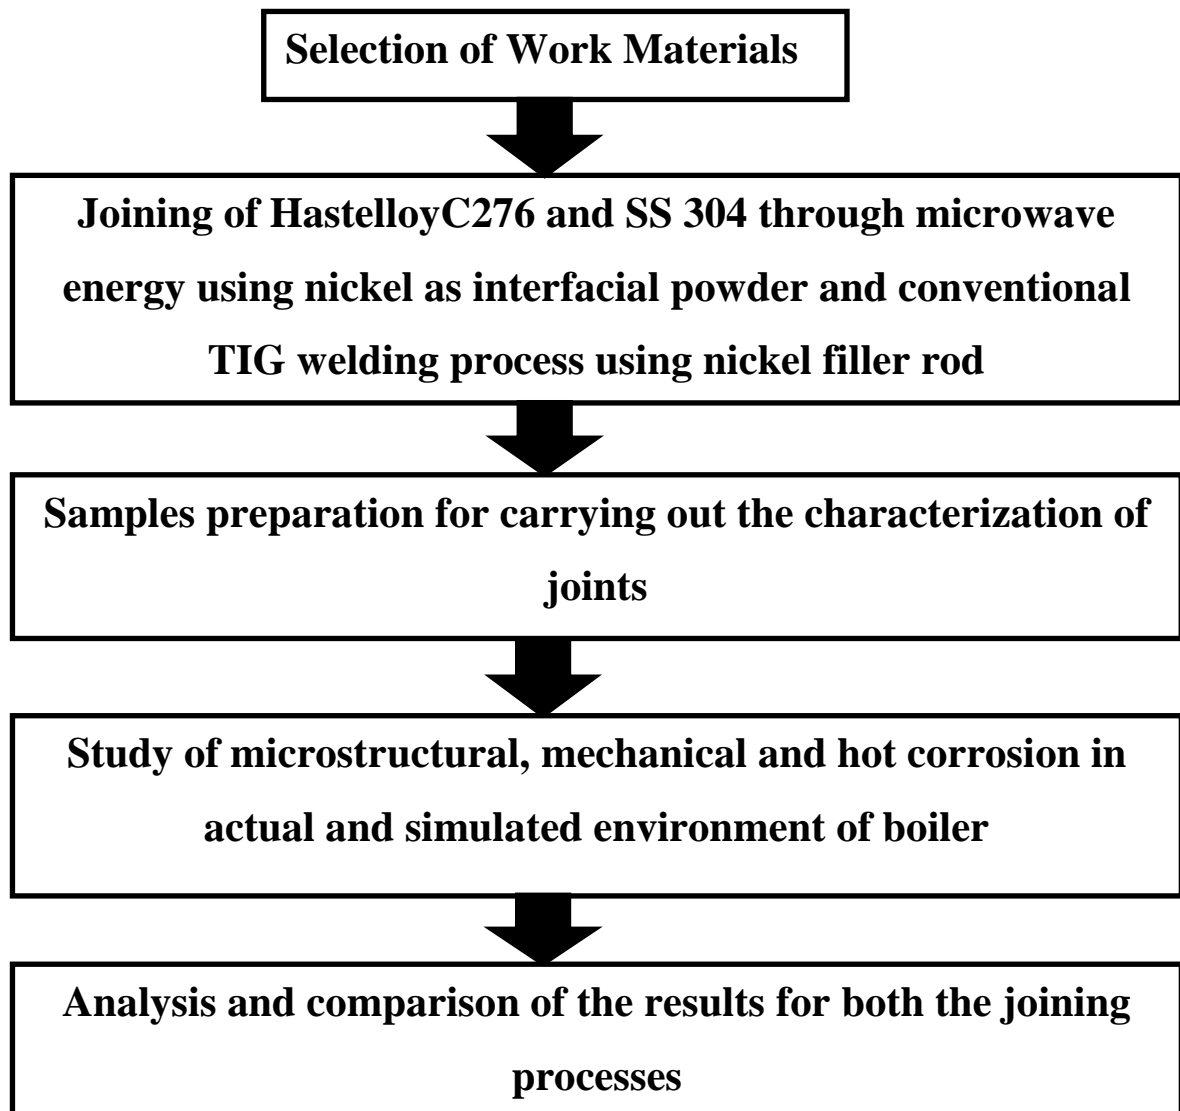 Selection of Work Materials
Joining of HastelloyC276 and SS 304 through microwave
energy using nickel as interfacial powder and conventional
TIG welding process using nickel filler rod
Samples preparation for carrying out the characterization of
joints
Study of microstructural, mechanical and hot corrosion in
actual and simulated environment of boiler
Analysis and comparison of the results for both the joining
processes